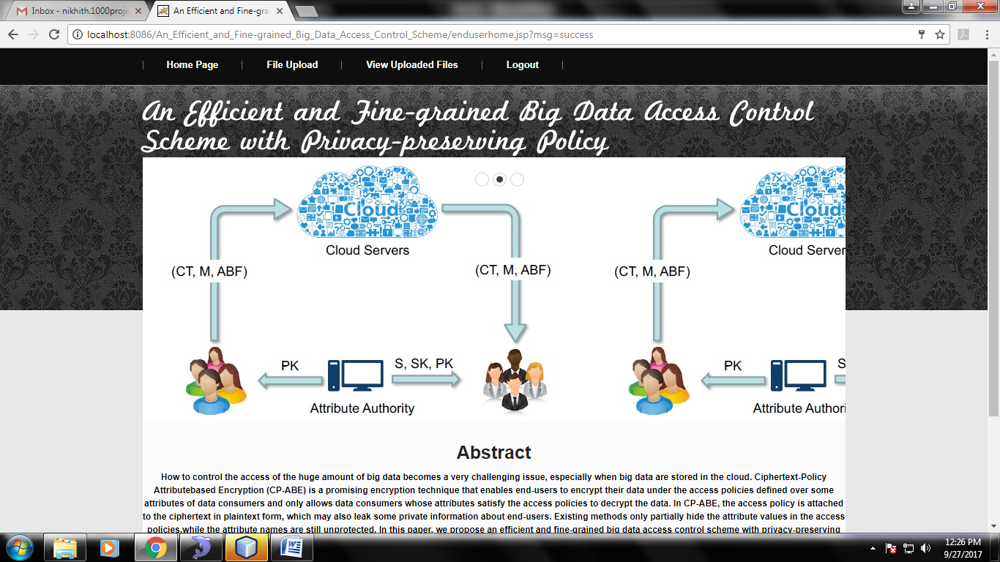 Inbox - nikhith.1000proje
An Efficient and Fine-gra
localhost:8086/An_Efficient_and_Fine-grained_Big_Data_Access_Control_Scheme/enduserhome.jsp?msg=success
Home Page
File Upload
View Uploaded Files
Logout
An Efficient and Fine-grained Big Data Access Control
Scheme with Privacy-preserving Policy
Cloud
Cloud
Cloud Servers
Cloud Server
(CT, M, ABF)
(CT, M, ABF)
(CT, M, ABF)
PK
S, SK, PK
PK
S
Attribute Authority
Attribute Authori
Abstract
How to control the access of the huge amount of big data becomes a very challenging issue, especially when big data are stored in the cloud. Ciphertext-Policy
Attributebased Encryption (CP-ABE) is a promising encryption technique that enables end-users to encrypt their data under the access policies defined over some
attributes of data consumers and only allows data consumers whose attributes satisfy the access policies to decrypt the data. In CP-ABE, the access policy is attached
to the ciphertext in plaintext form, which may also leak some private information about end-users. Existing methods only partially hide the attribute values in the access
policies,while the attribute names are still unprotected. In this paper, we propose an efficient and fine-grained big data access control scheme with privacy-preserving
12:26 PM
9/27/2017